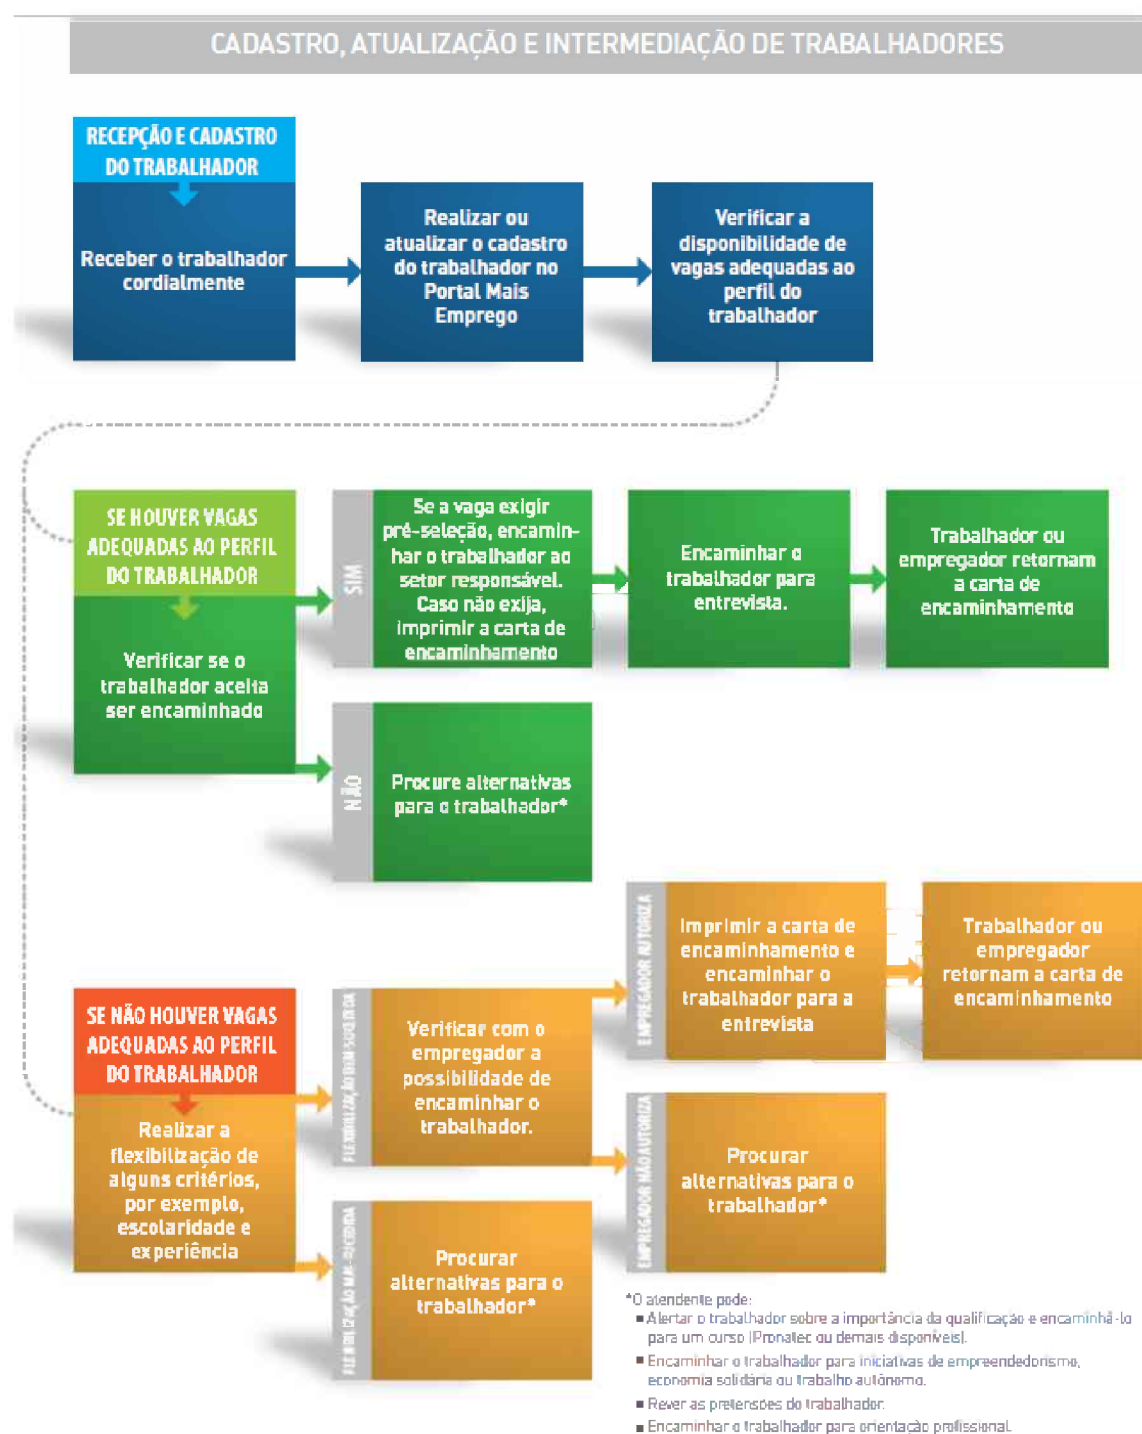 CADASTRO, ATUALIZAÇÃO E INTERMEDIAÇÃO DE TRABALHADORES
RECEPÇÃO E CADASTRO
DO TRABALHADOR
Receber o trabalhador
cordialmente
Realizar ou
atualizar o cadastro
do trabalhador no
Portal Mais
Emprego
Verificar a
disponibilidade de
vagas adequadas ao
perfil do
trabalhador
SE HOUVER VAGAS
ADEQUADAS AO PERFIL
DO TRABALHADOR
Verificar se o
trabalhador aceita
ser encaminhado
SIM
Se a vaga exigir
pré-seleção, encamin-
har o trabalhador ao
setor responsável.
Caso não exija,
imprimir a carta de
encaminhamento
Encaminhar o
trabalhador para
entrevista.
Trabalhador ou
empregador retornam
a carta de
encaminhamento
NÃO
Procure alternativas
para o trabalhador*
SE NÃO HOUVER VAGAS
ADEQUADAS AO PERFIL
DO TRABALHADOR
Realizar a
flexibilização de
alguns critérios,
por exemplo,
escolaridade e
experiência
FLEXIBILIZAÇÃO BEM-SUCEDIDA
Verificar com o
empregador a
possibilidade de
encaminhar o
trabalhador.
EMPREGADOR AUTORIZA
Imprimir a carta de
encaminhamento e
encaminhar o
trabalhador para a
entrevista
Trabalhador ou
empregador
retornam a carta de
encaminhamento
EMPREGADOR NÃO AUTORIZA
Procurar
alternativas para o
trabalhador*
FLEXIBILIZAÇÃO MAL-SUCEDIDA
Procurar
alternativas para o
trabalhador*
*O atendente pode:
■ Alertar o trabalhador sobre a importância da qualificação e encaminhá-lo
para um curso (Pronatec ou demais disponíveis).
■ Encaminhar o trabalhador para iniciativas de empreendedorismo,
economia solidária ou trabalho autônomo.
■ Rever as pretensões do trabalhador.
■ Encaminhar o trabalhador para orientação profissional.